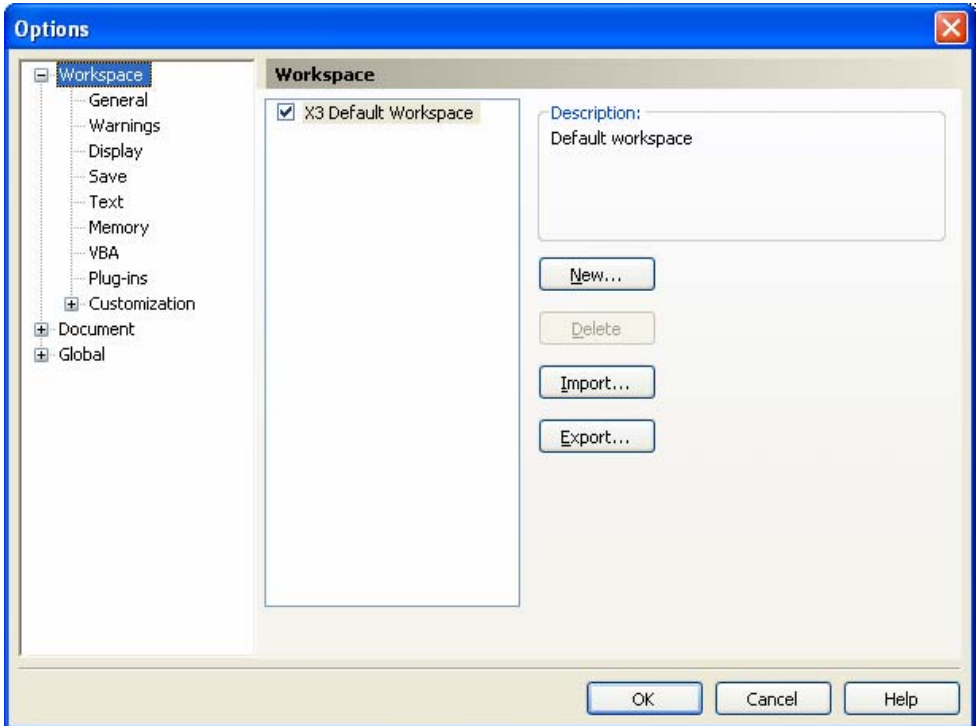 Options
Workspace
General
Warnings
Display
Save
Text
Memory
VBA
Plug-ins
Customization
Document
Global
Workspace
X3 Default Workspace
Description:
Default workspace
New...
Delete
Import...
Export...
OK
Cancel
Help